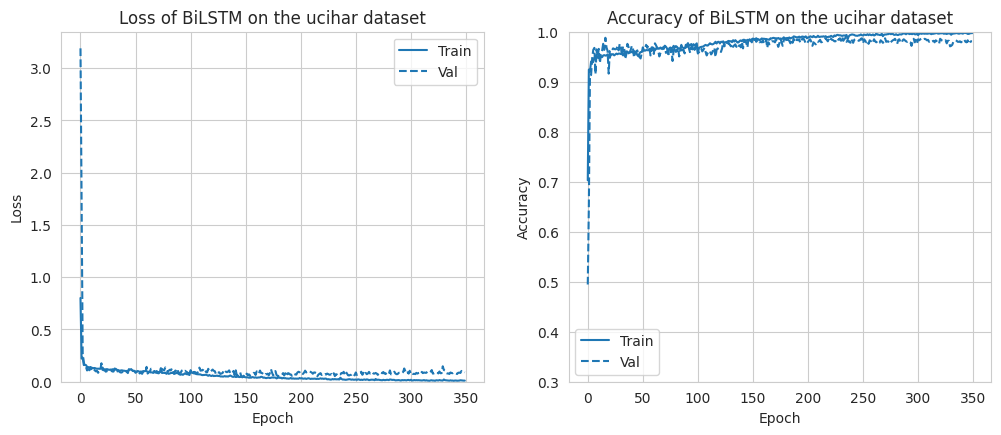 Loss of BiLSTM on the ucihar dataset
Train
Val
3.0
2.5
2.0
1.5
1.0
0.5
0.0
Loss
0 50 100 150 200 250 300 350
Epoch
Accuracy of BiLSTM on the ucihar dataset
1.0
0.9
0.8
0.7
0.6
0.5
0.4
0.3
Accuracy
Train
Val
0 50 100 150 200 250 300 350
Epoch